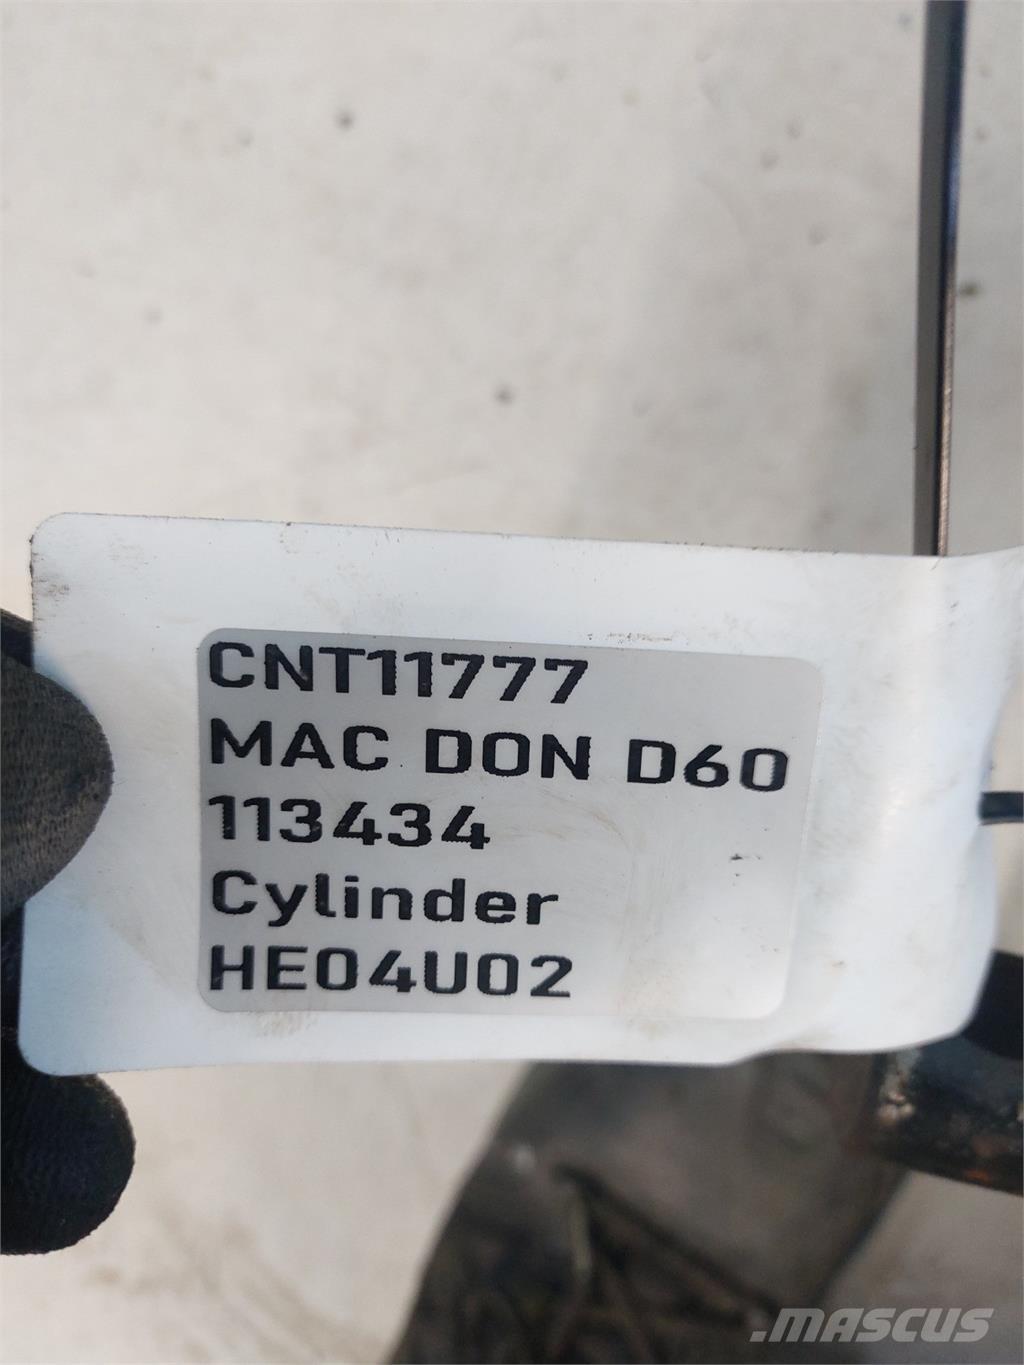 CNT11777
MAC DON D60
113434
Cylinder
HE04U02
MASCUS